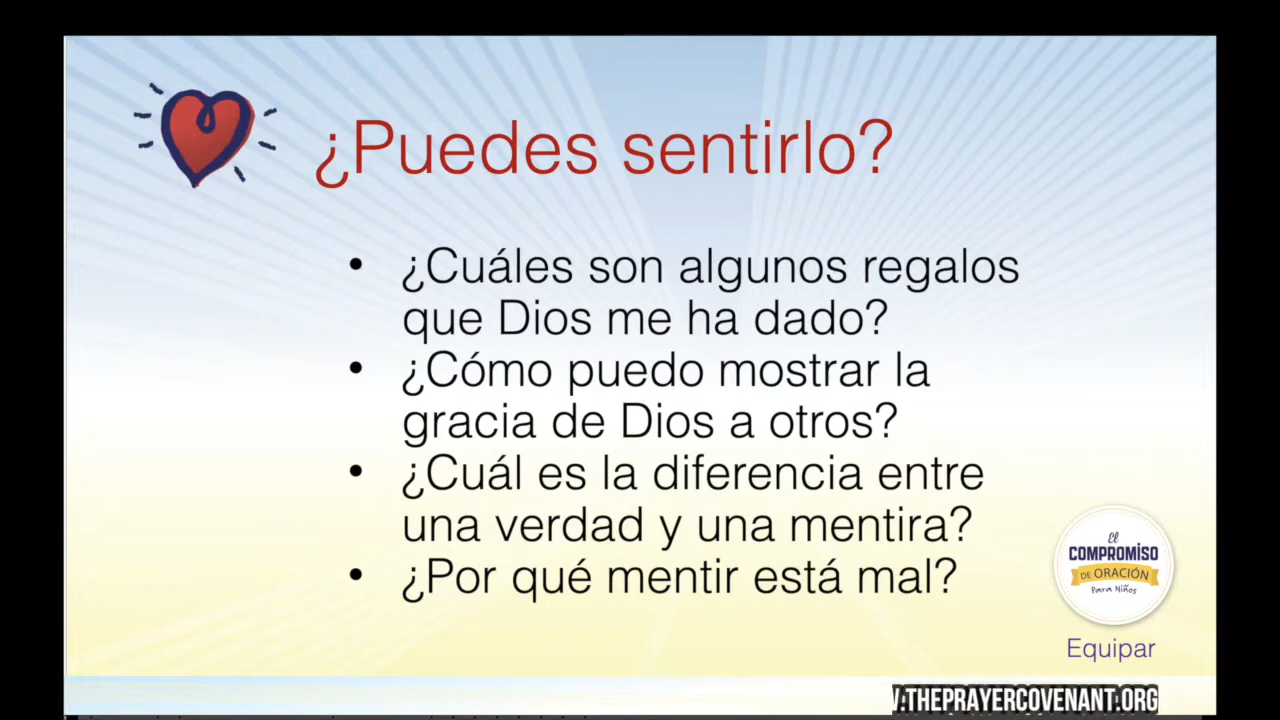 ¿Puedes sentirlo?
• ¿Cuáles son algunos regalos
que Dios me ha dado?
• ¿Cómo puedo mostrar la
gracia de Dios a otros?
• ¿Cuál es la diferencia entre
una verdad y una mentira?
• ¿Por qué mentir está mal?
El
COMPROMISO
DE ORACIÓN
Para Niños
Equipar
.THEPRAYERCOVENANT.ORG